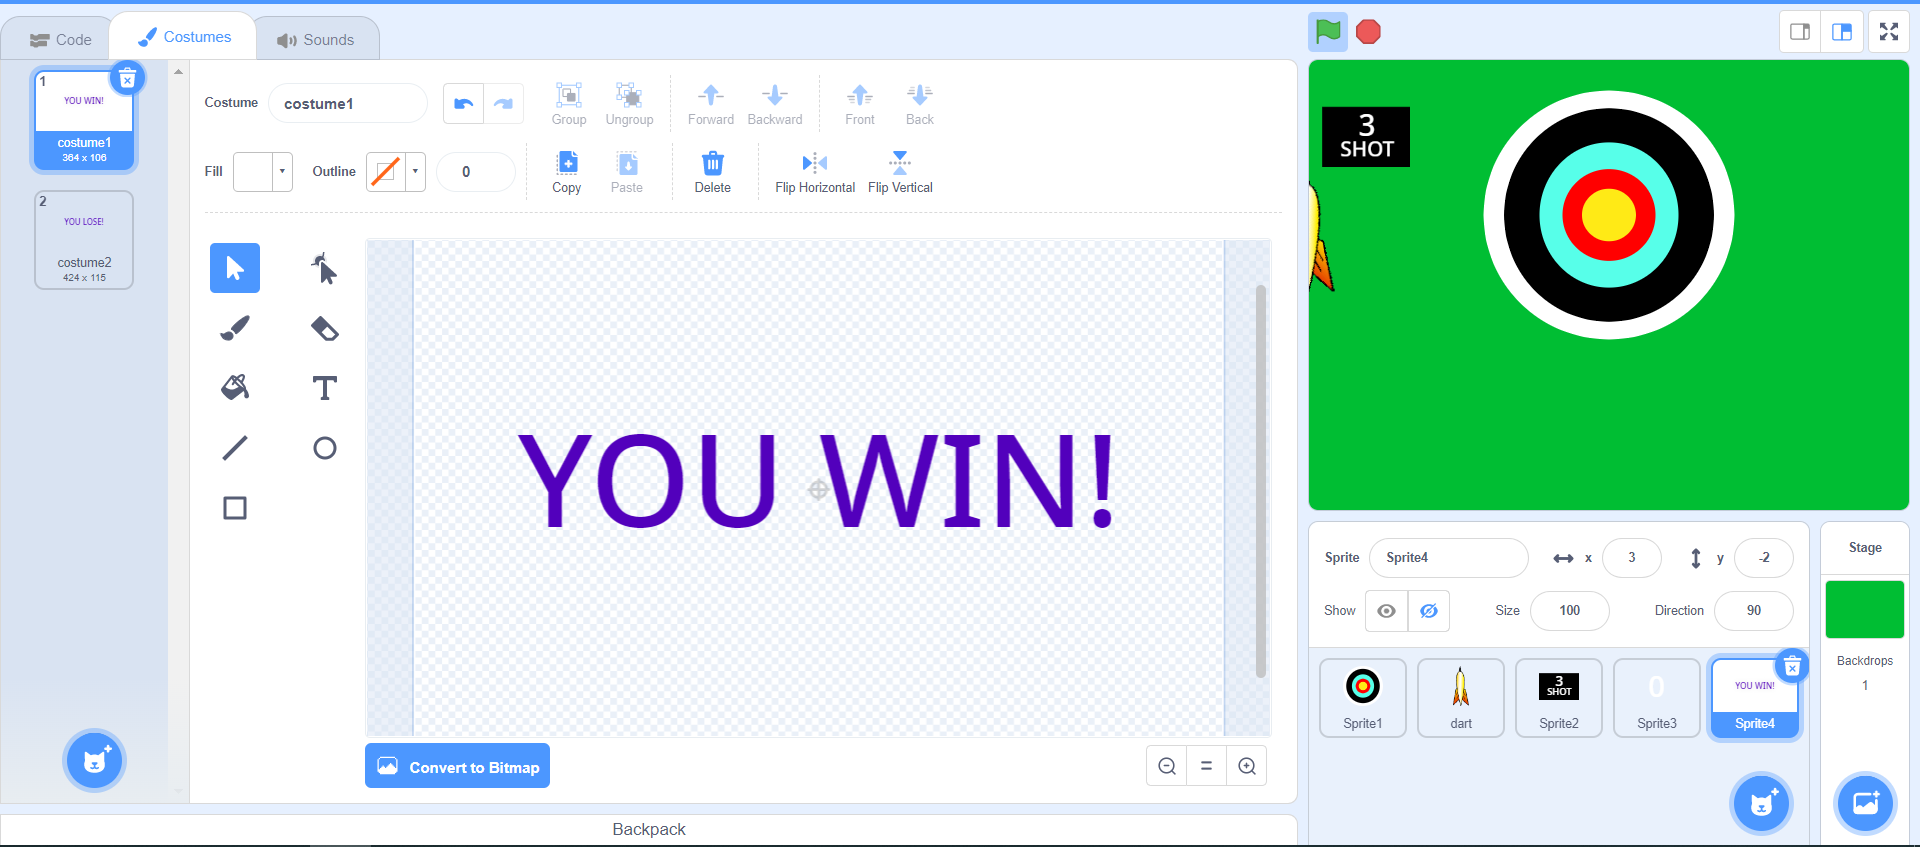 Code
Costumes
Sounds
1
YOU WIN!
costume1
364 x 106
2
YOU LOSE!
costume2
424 x 115
Costume
costume1
Group
Ungroup
Forward
Backward
Front
Back
Fill
Outline
0
Copy
Paste
Delete
Flip Horizontal
Flip Vertical
T
YOU WIN!
Convert to Bitmap
=
Backpack
3
SHOT
Sprite
Sprite4
x
3
y
-2
Show
Size
100
Direction
90
Sprite1
dart
3
SHOT
Sprite2
0
Sprite3
YOU WIN!
Sprite4
Stage
Backdrops
1